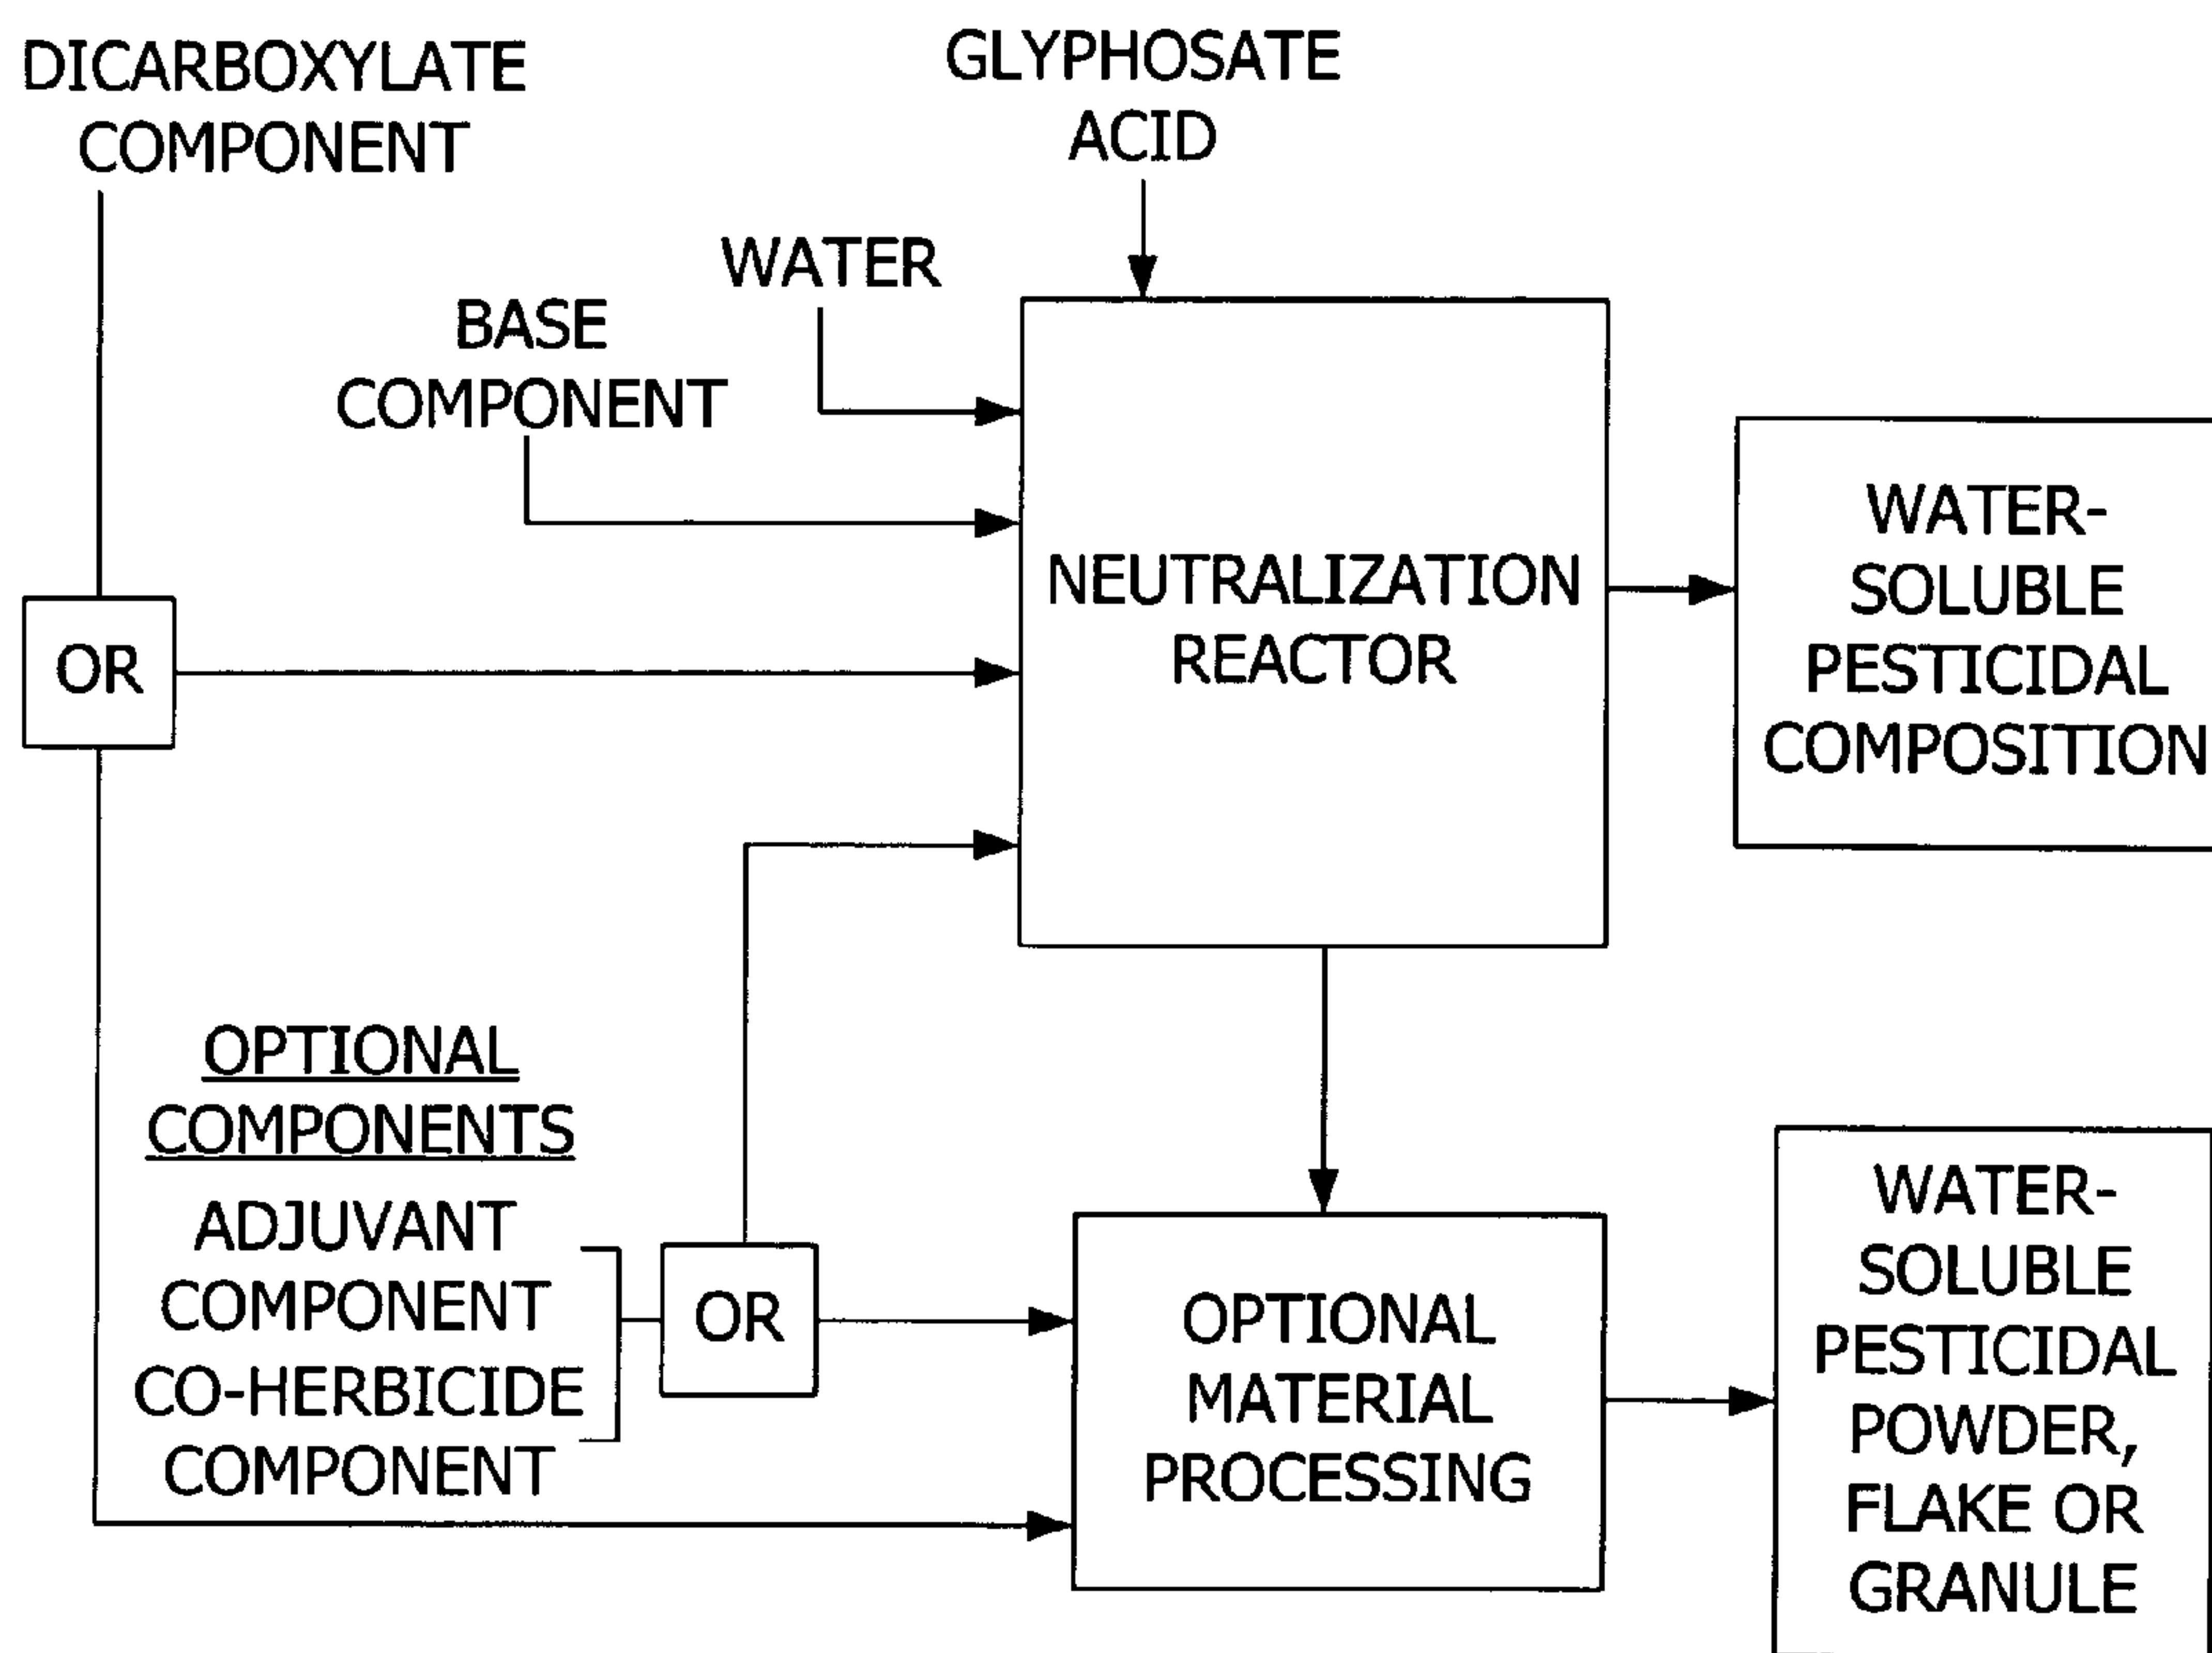 DICARBOXYLATE
COMPONENT
GLYPHOSATE
ACID
WATER
BASE
COMPONENT
OR
NEUTRALIZATION
REACTOR
WATER-
SOLUBLE
PESTICIDAL
COMPOSITION
OPTIONAL
COMPONENTS
ADJUVANT
COMPONENT
CO-HERBICIDE
COMPONENT
OR
OPTIONAL
MATERIAL
PROCESSING
WATER-
SOLUBLE
PESTICIDAL
POWDER,
FLAKE OR
GRANULE